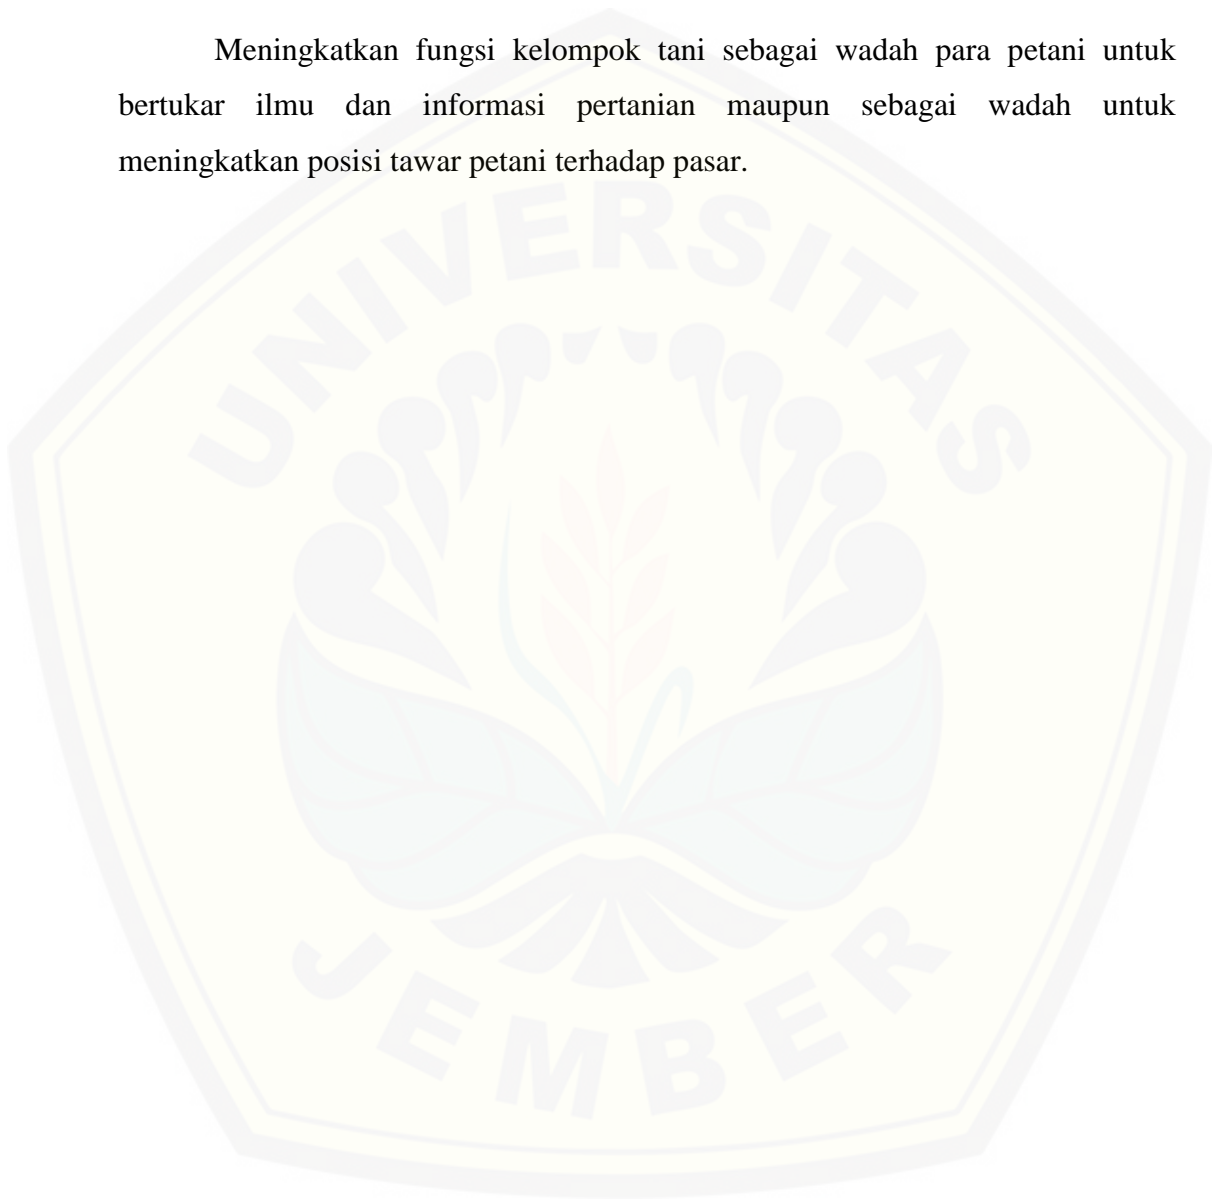 Meningkatkan fungsi kelompok tani sebagai wadah para petani untuk
bertukar ilmu dan informasi pertanian maupun sebagai wadah untuk
meningkatkan posisi tawar petani terhadap pasar.
UNIVERSITAS
JEMBER